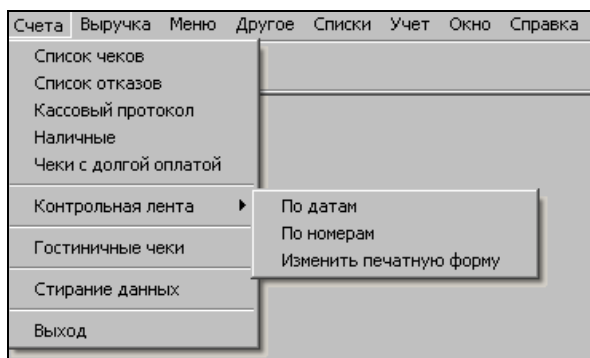 Счета Выручка Меню Другое Списки Учет Окно Справка
Список чеков
Список отказов
Кассовый протокол
Наличные
Чеки с долгой оплатой
Контрольная лента
По датам
По номерам
Изменить печатную форму
Гостиничные чеки
Стирание данных
Выход